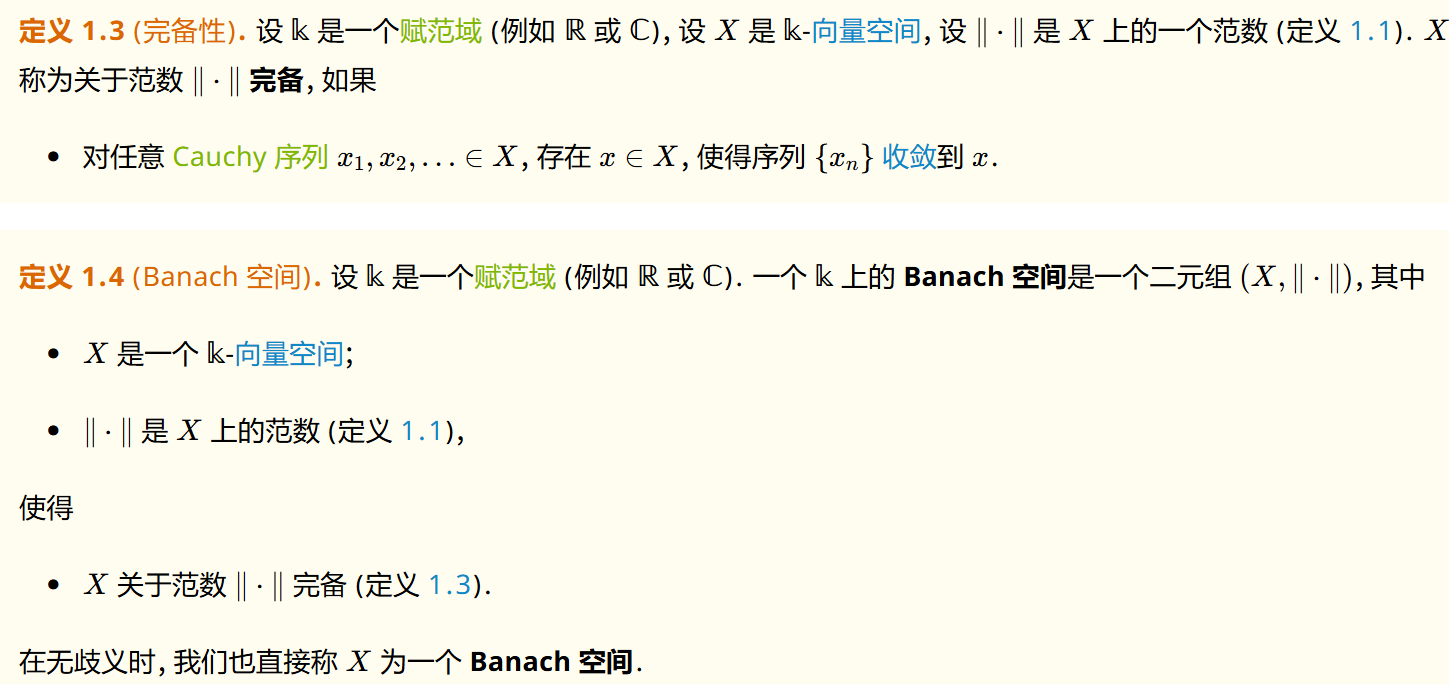 定义 1.3 (完备性). 设 𝕜 是一个赋范域 (例如 ℝ 或 ℂ), 设 X 是 𝕜-向量空间, 设 ‖·‖ 是 X 上的一个范数 (定义 1.1). X
称为关于范数 ‖·‖ 完备, 如果
• 对任意 Cauchy 序列 x₁, x₂, … ∈ X, 存在 x ∈ X, 使得序列 {xₙ} 收敛到 x.
定义 1.4 (Banach 空间). 设 𝕜 是一个赋范域 (例如 ℝ 或 ℂ). 一个 𝕜 上的 Banach 空间是一个二元组 (X, ‖·‖), 其中
• X 是一个 𝕜-向量空间;
• ‖·‖ 是 X 上的范数 (定义 1.1),
使得
• X 关于范数 ‖·‖ 完备 (定义 1.3).
在无歧义时, 我们也直接称 X 为一个 Banach 空间.